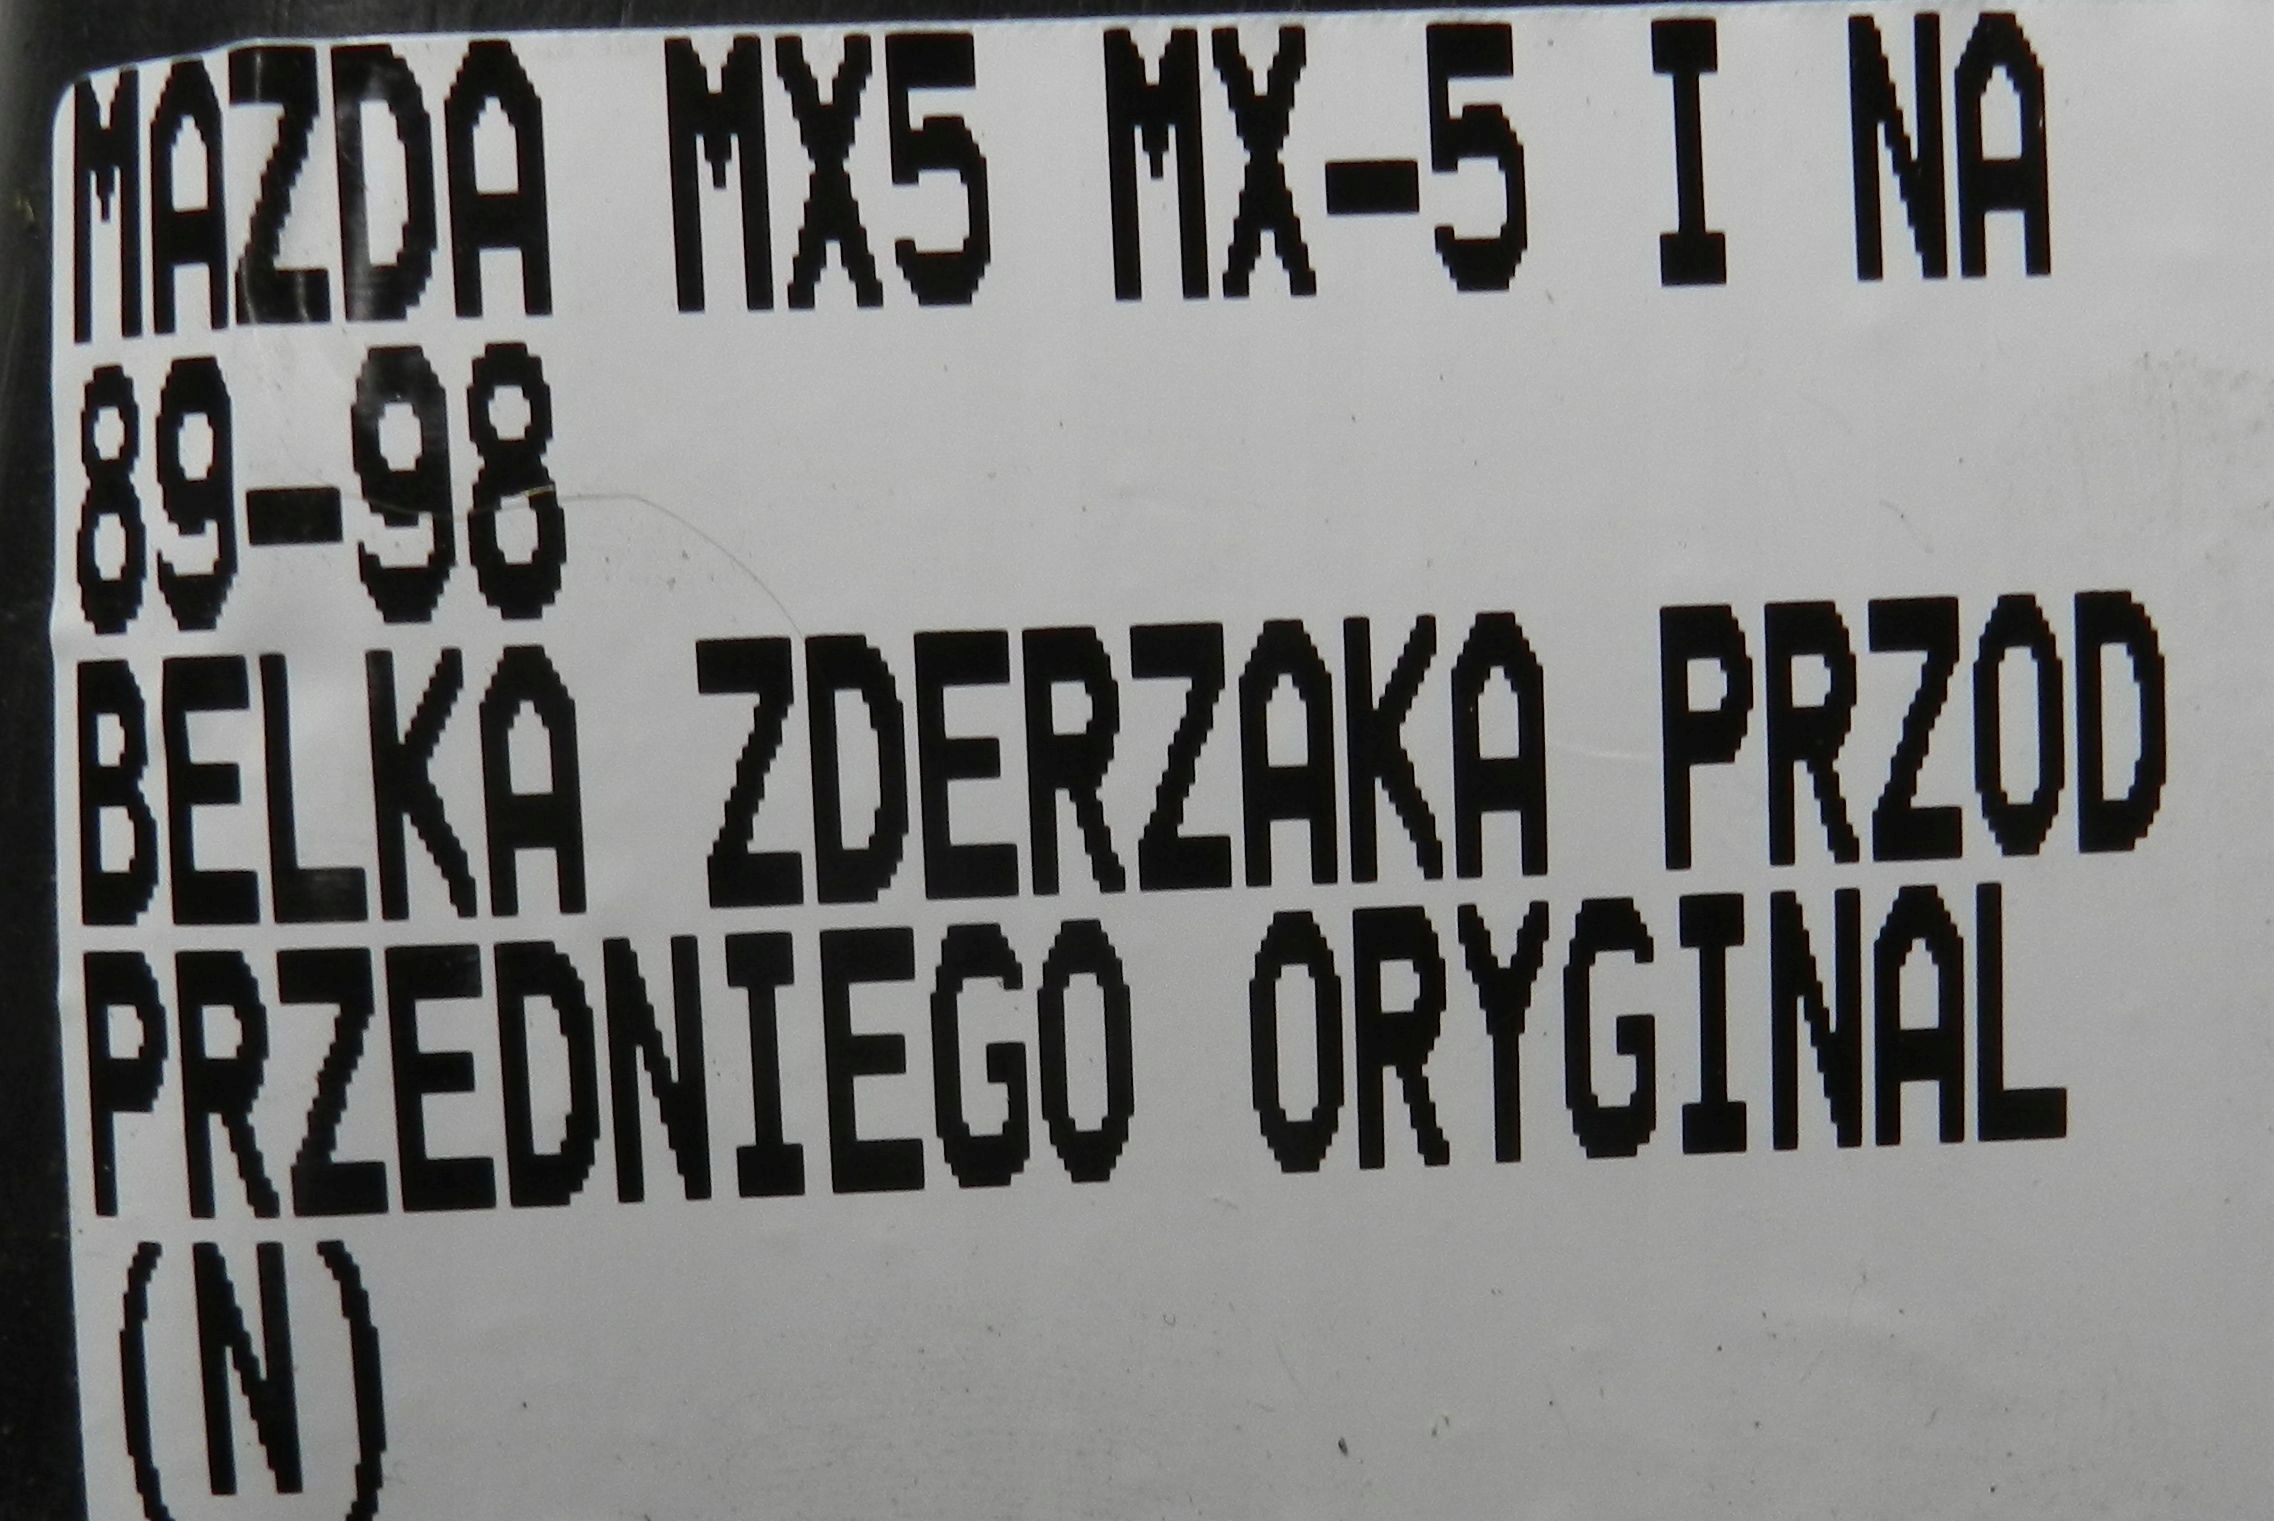 MAZDA MX5 MX-5 I NA
89-98
BELKA ZDERZAKA PRZOD
PRZEDNIEGO ORYGINAL
(N)